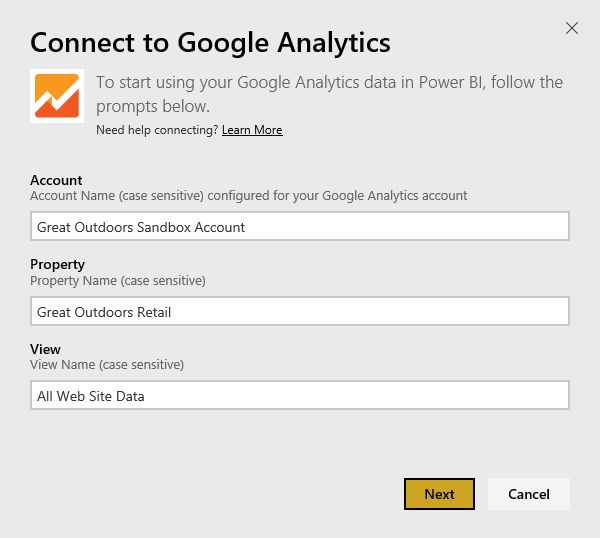 Connect to Google Analytics
To start using your Google Analytics data in Power BI, follow the
prompts below.
Need help connecting? Learn More
Account
Account Name (case sensitive) configured for your Google Analytics account
Great Outdoors Sandbox Account
Property
Property Name (case sensitive)
Great Outdoors Retail
View
View Name (case sensitive)
All Web Site Data
Next Cancel